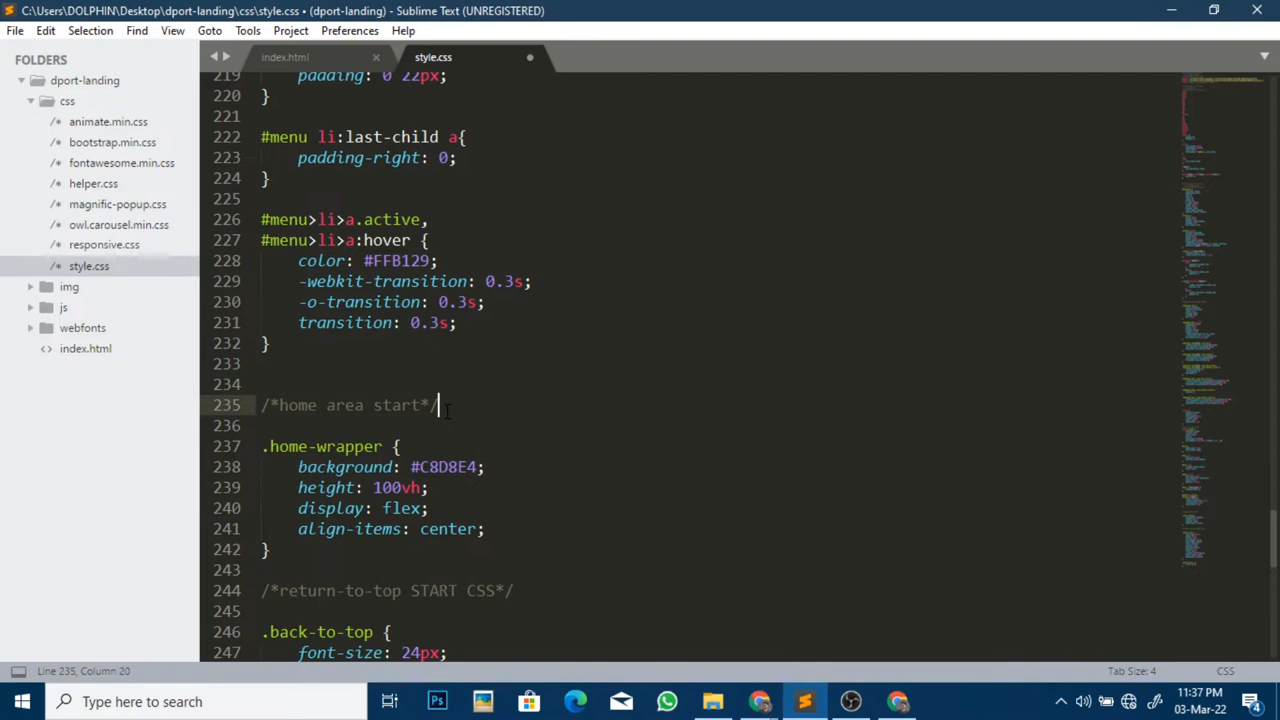 C:\Users\DOLPHIN\Desktop\dport-landing\css\style.css • (dport-landing) - Sublime Text (UNREGISTERED)
File Edit Selection Find View Goto Tools Project Preferences Help
FOLDERS
dport-landing
css
/* animate.min.css
/* bootstrap.min.css
/* fontawesome.min.css
/* helper.css
/* magnific-popup.css
/* owl.carousel.min.css
/* responsive.css
/* style.css
img
js
webfonts
<> index.html
index.html
style.css
219 padding: 0 22px;
220 }
221
222 #menu li:last-child a{
223 padding-right: 0;
224 }
225
226 #menu>li>a.active,
227 #menu>li>a:hover {
228 color: #FFB129;
229 -webkit-transition: 0.3s;
230 -o-transition: 0.3s;
231 transition: 0.3s;
232 }
233
234
235 /*home area start*/
236
237 .home-wrapper {
238 background: #C8D8E4;
239 height: 100vh;
240 display: flex;
241 align-items: center;
242 }
243
244 /*return-to-top START CSS*/
245
246 .back-to-top {
247 font-size: 24px;
Line 235, Column 20
Tab Size: 4
CSS
Type here to search
Ps
11:37 PM
03-Mar-22
4